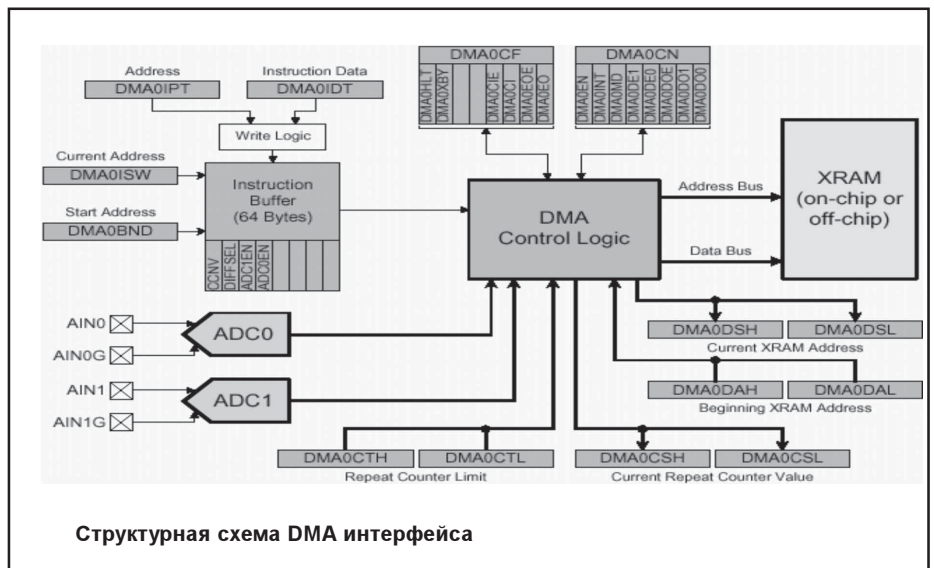 Address
DMA0IPT
Instruction Data
DMA0IDT
Write Logic
Current Address
DMA0ISW
Start Address
DMA0BND
Instruction
Buffer
(64 Bytes)
CCNV
DIFFSEL
ADC1EN
ADC0EN
DMA0CF
DMA0HLT
DMA0XBY
DMA0CIE
DMA0CI
DMA0EOE
DMA0EO
DMA0CN
DMA0EN
DMA0INT
DMA0MD
DMA0DE1
DMA0DE0
DMA0DOE
DMA0DO1
DMA0DO0
DMA
Control Logic
Address Bus
Data Bus
XRAM
(on-chip or
off-chip)
AIN0
AIN0G
ADC0
AIN1
AIN1G
ADC1
DMA0DSH
DMA0DSL
Current XRAM Address
DMA0DAH
DMA0DAL
Beginning XRAM Address
DMA0CTH
DMA0CTL
Repeat Counter Limit
DMA0CSH
DMA0CSL
Current Repeat Counter Value
Структурная схема DMA интерфейса